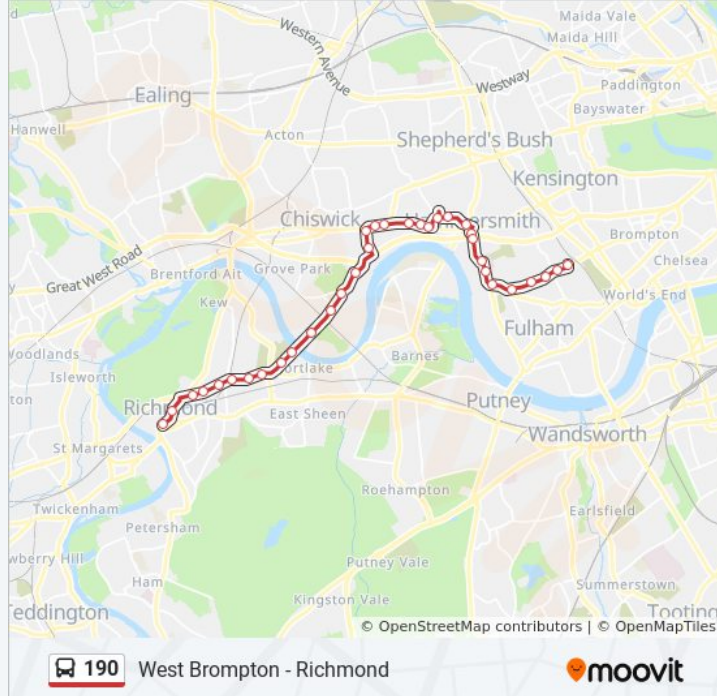 Maida Vale
Maida Hill
Western Avenue
Westway
Paddington
Ealing
Bayswater
Hanwell
Acton
Shepherd's Bush
Kensington
Chiswick
Brompton
Chelsea
Great West Road
Brentford Ait
Grove Park
Kew
World's End
Fulham
Woodlands
Barnes
Isleworth
Putney
Richmond
East Sheen
St Margarets
Wandsworth
Roehampton
Twickenham
Earlsfield
Petersham
Putney Vale
Ham
Summerstown
Kingston Vale
Teddington
Tooting
© OpenStreetMap contributors | © OpenMapTiles
190 West Brompton - Richmond
moovit